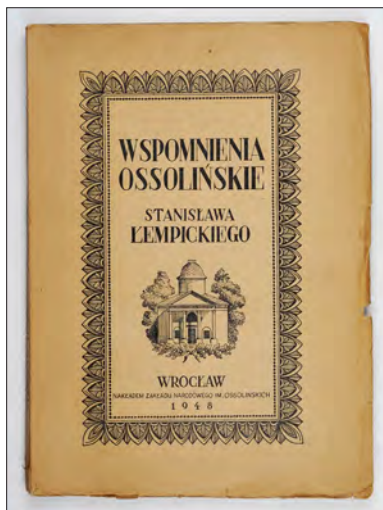 WSPOMNIENIA
OSSOLIŃSKIE
STANISŁAWA
ŁEMPICKIEGO
WROCŁAW
NAKŁADEM ZAKŁADU NARODOWEGO IM. OSSOLIŃSKICH
1948